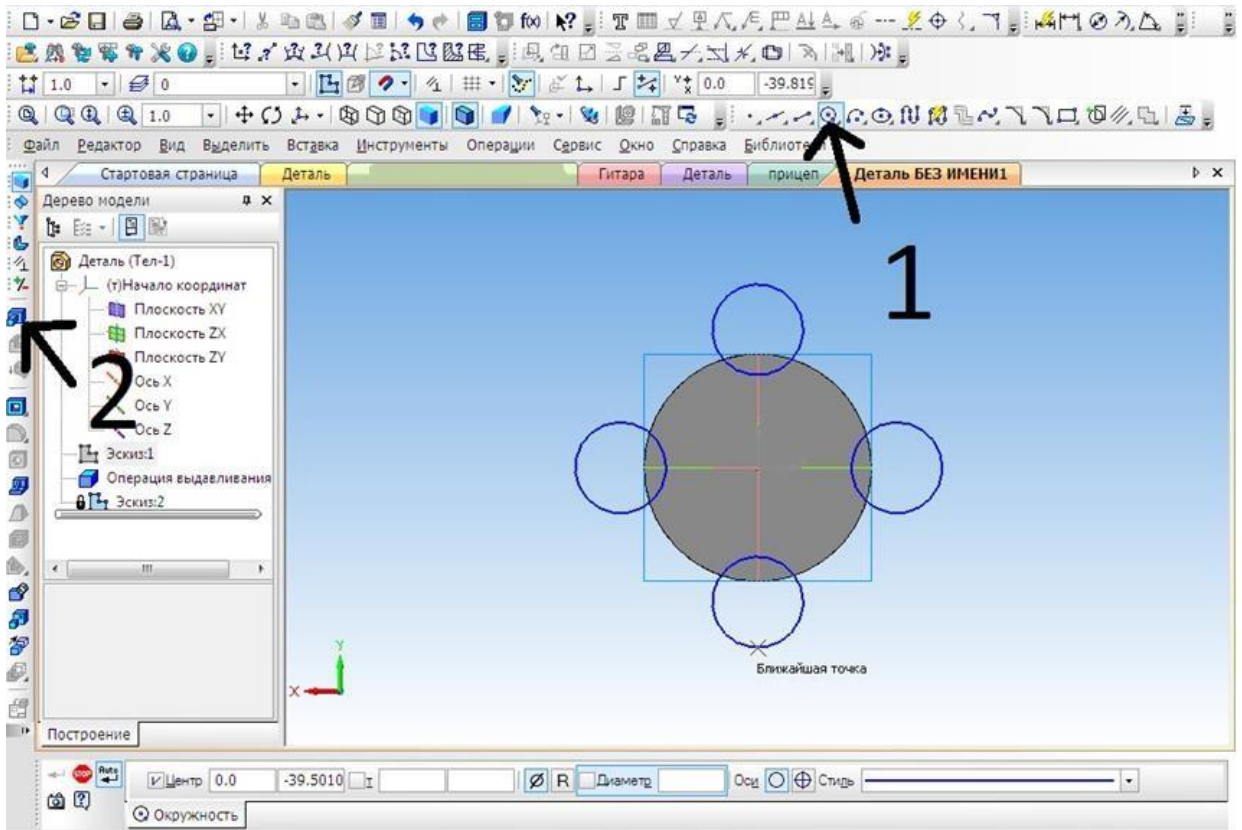 f(x)
1.0
0
0.0
-39.819
1.0
Файл Редактор Вид Выделить Вставка Инструменты Операции Сервис Окно Справка
1
Стартовая страница Деталь Гитара Деталь прицеп Деталь БЕЗ ИМЕНИ1
Дерево модели
Деталь (Тел-1)
(т)Начало координат
Плоскость XY
Плоскость ZX
Плоскость ZY
2
Ось X
Ось Y
Ось Z
Эскиз:1
Операция выдавливания
Эскиз:2
Y
X
Ближайшая точка
Построение
STOP Auto
Центр 0.0 -39.5010 т R Диаметр Оси Стиль
Окружность